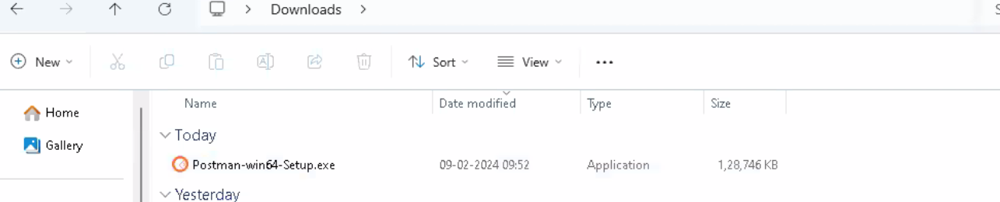 Downloads
New Sort View
Name Date modified Type Size
Home
Today
Gallery
Postman-win64-Setup.exe 09-02-2024 09:52 Application 1,28,746 KB
Yesterday